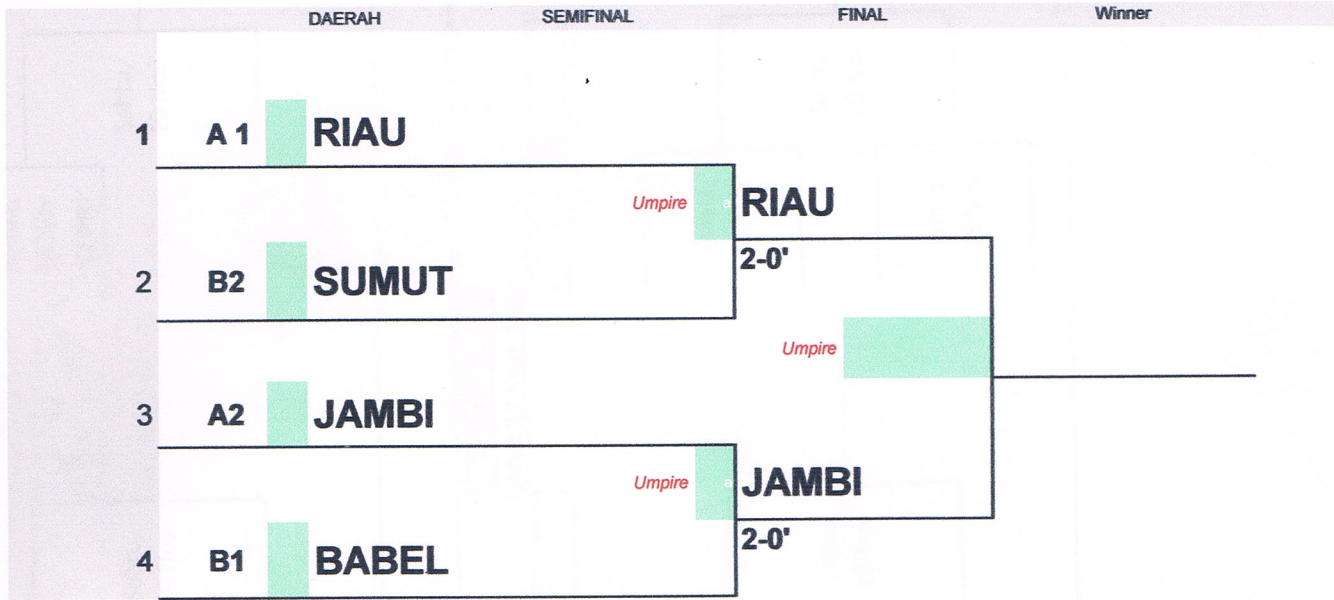 DAERAH SEMIFINAL FINAL Winner
1 A 1 RIAU
Umpire a RIAU
2-0'
2 B2 SUMUT
Umpire
3 A2 JAMBI
Umpire a JAMBI
2-0'
4 B1 BABEL